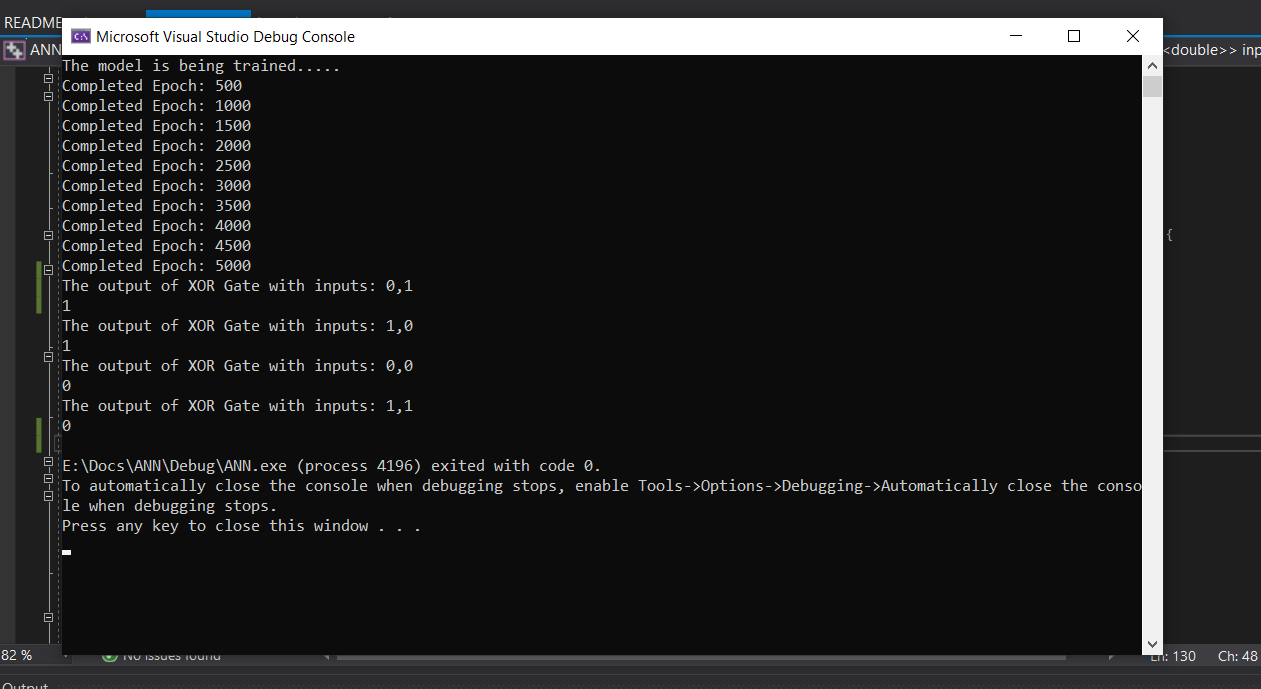 README
Microsoft Visual Studio Debug Console
ANN
<double>> inp
The model is being trained.....
Completed Epoch: 500
Completed Epoch: 1000
Completed Epoch: 1500
Completed Epoch: 2000
Completed Epoch: 2500
Completed Epoch: 3000
Completed Epoch: 3500
Completed Epoch: 4000
{
Completed Epoch: 4500
Completed Epoch: 5000
The output of XOR Gate with inputs: 0,1
1
The output of XOR Gate with inputs: 1,0
1
The output of XOR Gate with inputs: 0,0
0
The output of XOR Gate with inputs: 1,1
0
E:\Docs\ANN\Debug\ANN.exe (process 4196) exited with code 0.
To automatically close the console when debugging stops, enable Tools->Options->Debugging->Automatically close the conso
le when debugging stops.
Press any key to close this window . . .
82 %
No issues found
Ln: 130
Ch: 48
Output